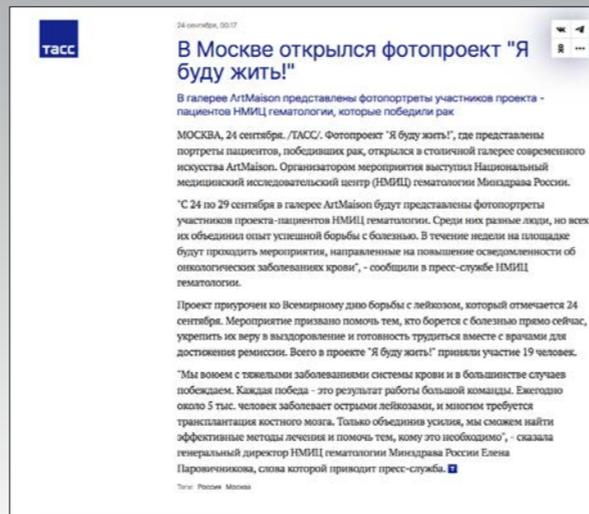 24 сентября, 00:17
ТАСС
В Москве открылся фотопроект "Я
буду жить!"
В галерее ArtMaison представлены фотопортреты участников проекта -
пациентов НМИЦ гематологии, которые победили рак
МОСКВА, 24 сентября. /ТАСС/. Фотопроект "Я буду жить!", где представлены
портреты пациентов, победивших рак, открылся в столичной галерее современного
искусства ArtMaison. Организатором мероприятия выступил Национальный
медицинский исследовательский центр (НМИЦ) гематологии Минздрава России.
"С 24 по 29 сентября в галерее ArtMaison будут представлены фотопортреты
участников проекта-пациентов НМИЦ гематологии. Среди них разные люди, но всех
их объединил опыт успешной борьбы с болезнью. В течение недели на площадке
будут проходить мероприятия, направленные на повышение осведомленности об
онкологических заболеваниях крови", - сообщили в пресс-службе НМИЦ
гематологии.
Проект приурочен ко Всемирному дню борьбы с лейкозом, который отмечается 24
сентября. Мероприятие призвано помочь тем, кто борется с болезнью прямо сейчас,
укрепить их веру в выздоровление и готовность трудиться вместе с врачами для
достижения ремиссии. Всего в проекте "Я буду жить!" приняли участие 19 человек.
"Мы воюем с тяжелыми заболеваниями системы крови и в большинстве случаев
побеждаем. Каждая победа - это результат работы большой команды. Ежегодно
около 5 тыс. человек заболевает острыми лейкозами, и многим требуется
трансплантация костного мозга. Только объединив усилия, мы сможем найти
эффективные методы лечения и помочь тем, кому это необходимо", - сказала
генеральный директор НМИЦ гематологии Минздрава России Елена
Паровичникова, слова которой приводит пресс-служба.
Теги: Россия Москва